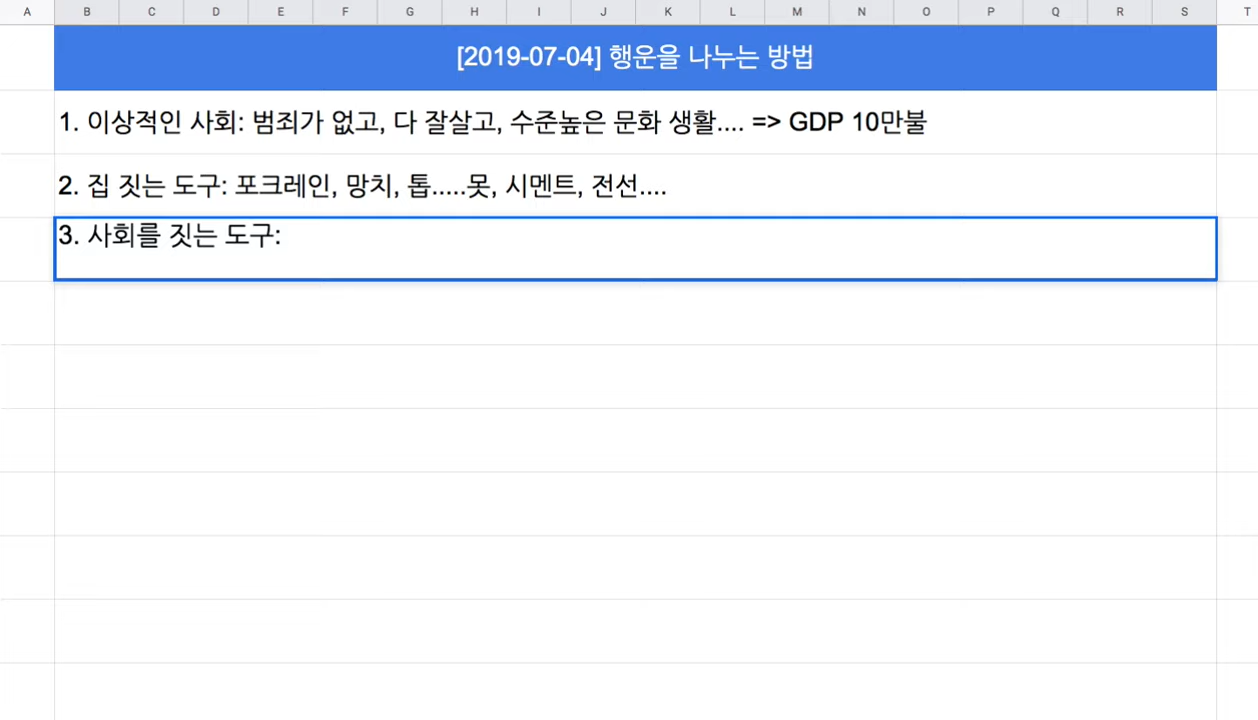 A B C D E F G H I J K L M N O P Q R S T
[2019-07-04] 행운을 나누는 방법
1. 이상적인 사회: 범죄가 없고, 다 잘살고, 수준높은 문화 생활.... => GDP 10만불
2. 집 짓는 도구: 포크레인, 망치, 톱.....못, 시멘트, 전선....
3. 사회를 짓는 도구: